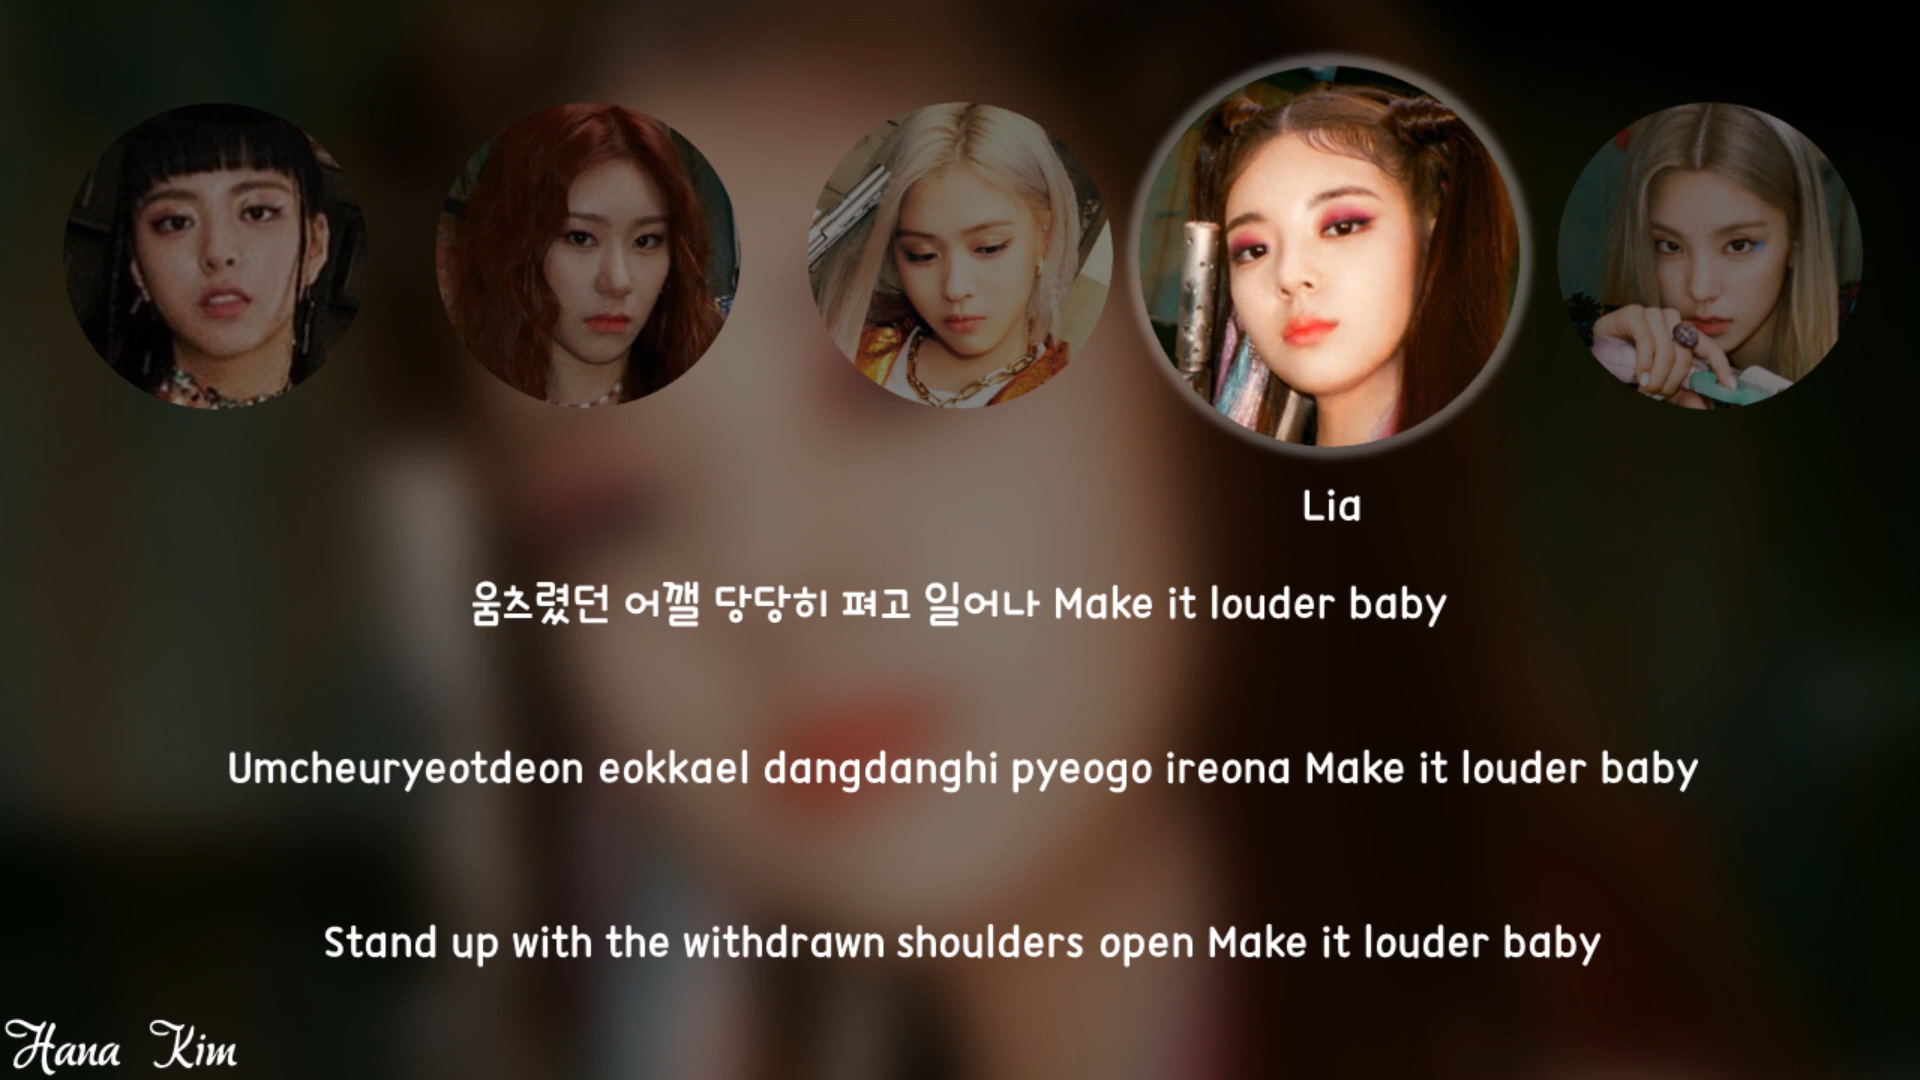 Lia
움츠렸던 어깰 당당히 펴고 일어나 Make it louder baby
Umcheuryeotdeon eokkael dangdanghi pyeogo ireona Make it louder baby
Stand up with the withdrawn shoulders open Make it louder baby
Hana Kim